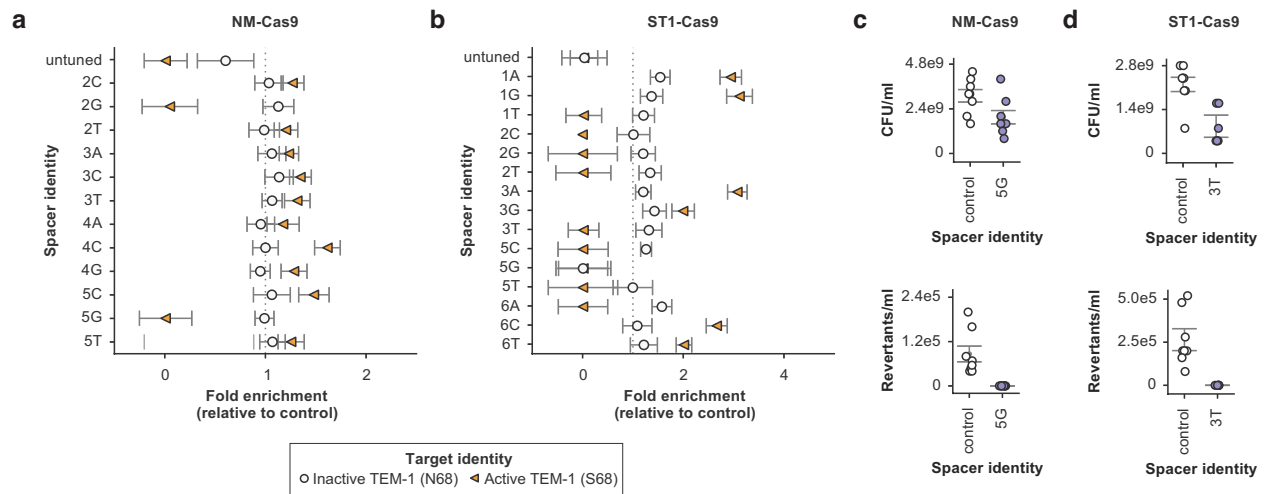 a
NM-Cas9
Spacer identity
untuned
2C
2G
2T
3A
3C
3T
4A
4C
4G
5C
5G
5T
0
1
2
Fold enrichment
(relative to control)
b
ST1-Cas9
Spacer identity
untuned
1A
1G
1T
2C
2G
2T
3A
3G
3T
5C
5G
5T
6A
6C
6T
0
2
4
Fold enrichment
(relative to control)
Target identity
Inactive TEM-1 (N68)
Active TEM-1 (S68)
c
NM-Cas9
CFU/ml
4.8e9
2.4e9
0
control
5G
Spacer identity
Revertants/ml
2.4e5
1.2e5
0
control
5G
Spacer identity
d
ST1-Cas9
CFU/ml
2.8e9
1.4e9
0
control
3T
Spacer identity
Revertants/ml
5.0e5
2.5e5
0
control
3T
Spacer identity